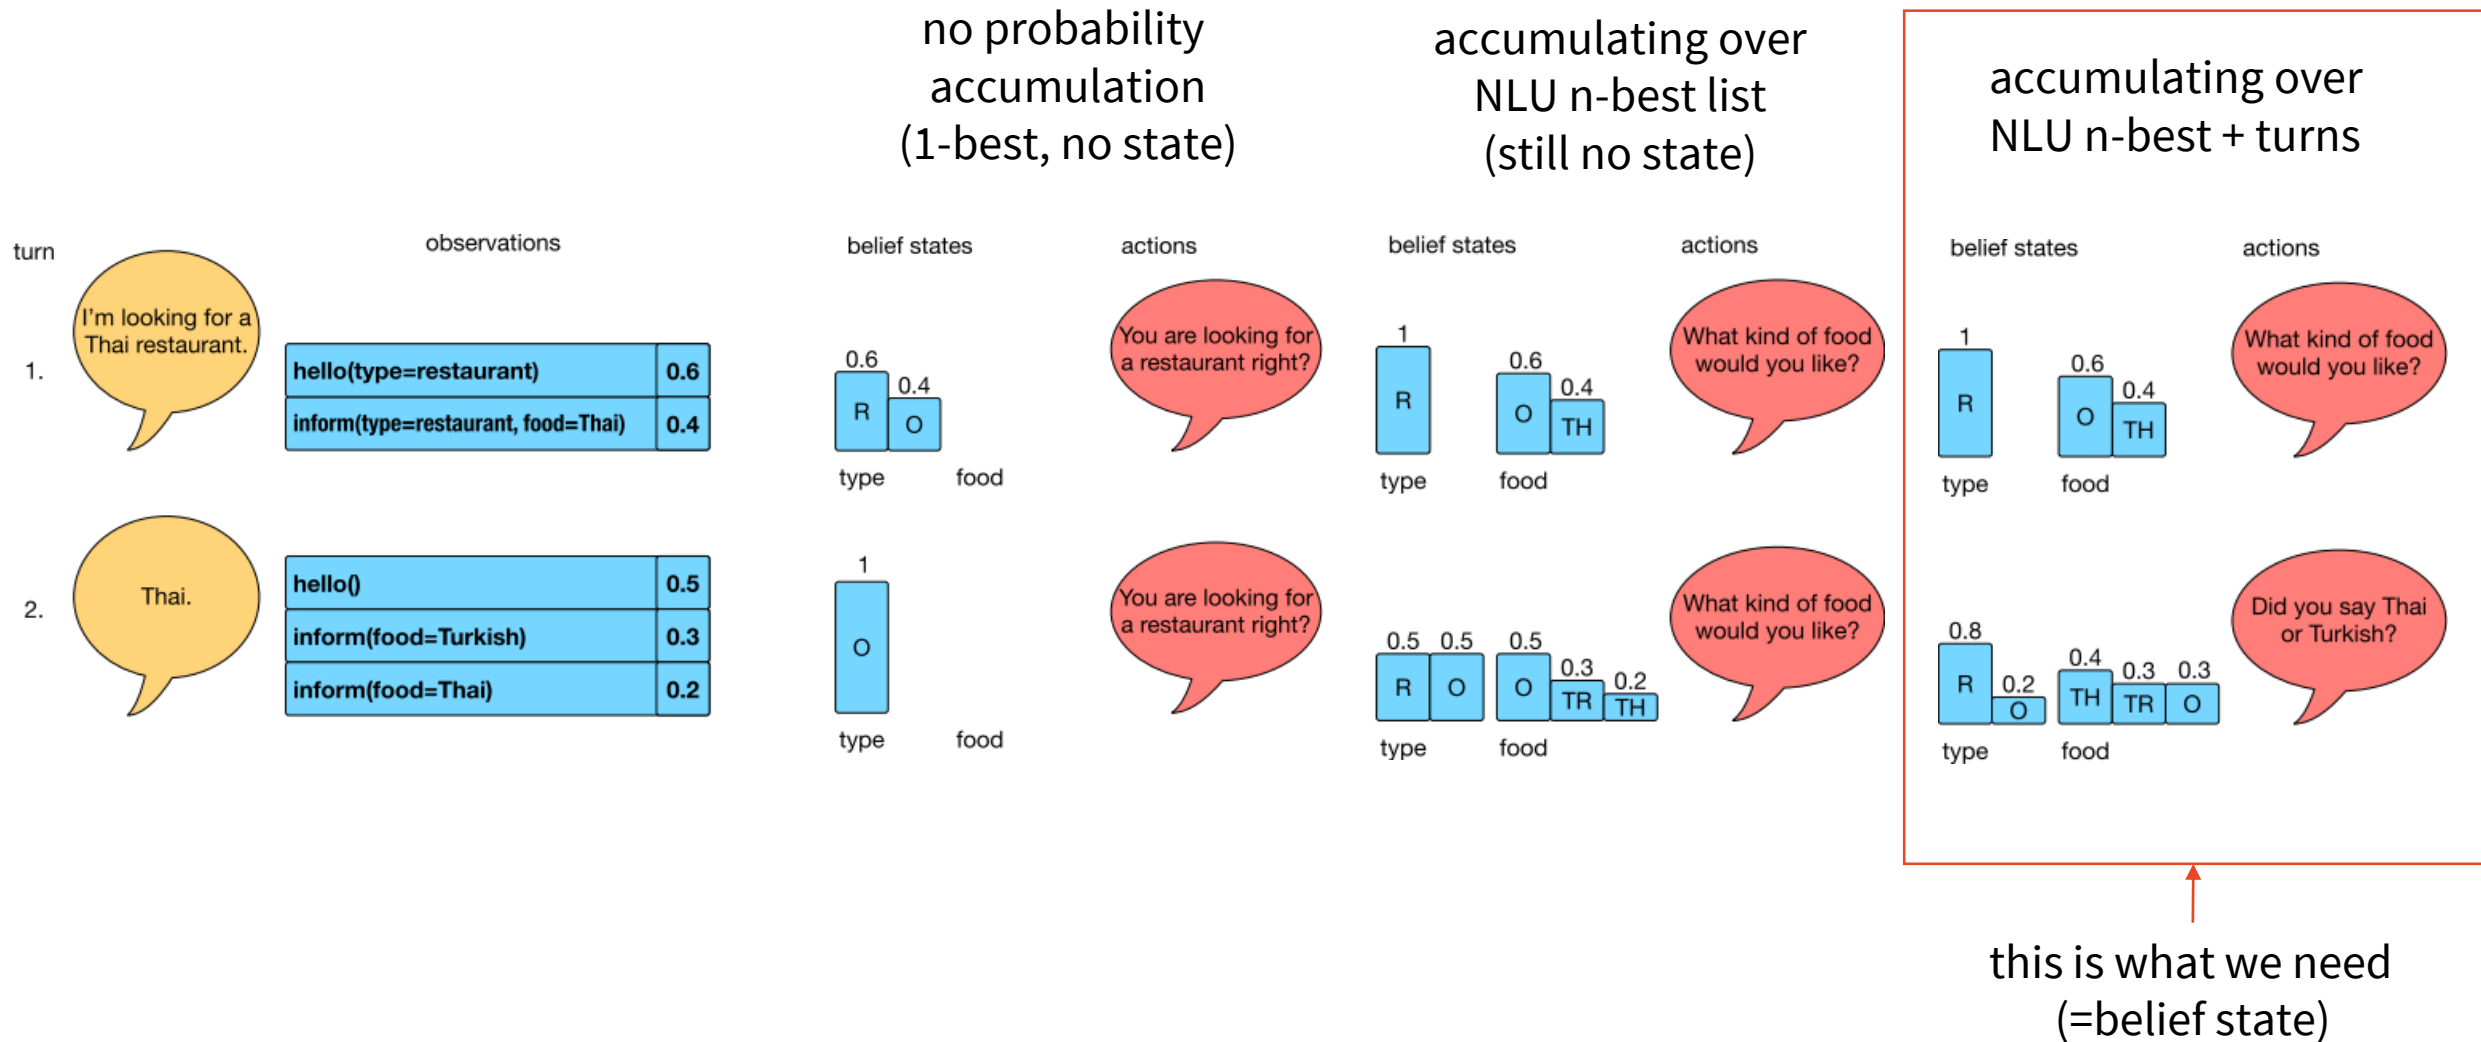 no probability
accumulation
(1-best, no state)
accumulating over
NLU n-best list
(still no state)
accumulating over
NLU n-best + turns
turn
observations
belief states
actions
belief states
actions
belief states
actions
1.
I'm looking for a
Thai restaurant.
hello(type=restaurant) 0.6
inform(type=restaurant, food=Thai) 0.4
0.6
0.4
R
O
type food
You are looking for
a restaurant right?
1
0.6
0.4
R
O
TH
type food
What kind of food
would you like?
1
0.6
0.4
R
O
TH
type food
What kind of food
would you like?
2.
Thai.
hello() 0.5
inform(food=Turkish) 0.3
inform(food=Thai) 0.2
1
O
type food
You are looking for
a restaurant right?
0.5 0.5 0.5
0.3
0.2
R O O TR TH
type food
What kind of food
would you like?
0.8
0.2
0.4
0.3 0.3
R O TH TR O
type food
Did you say Thai
or Turkish?
this is what we need
(=belief state)